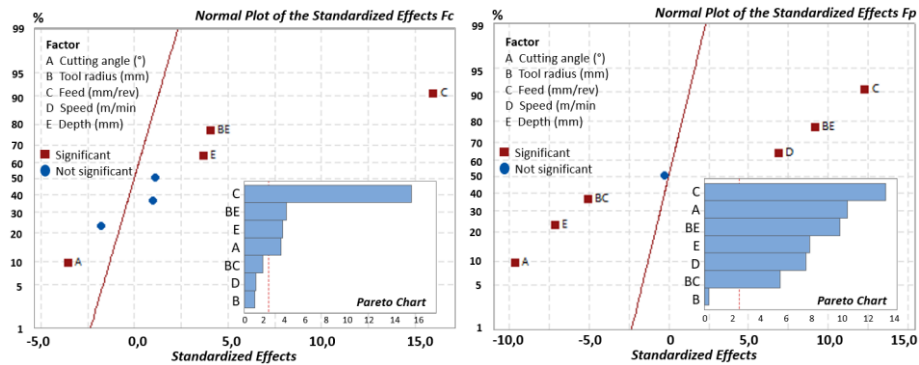 %
Normal Plot of the Standardized Effects Fc
99
95
90
80
70
60
50
40
30
20
10
5
1
Factor
A Cutting angle (°)
B Tool radius (mm)
C Feed (mm/rev)
D Speed (m/min
E Depth (mm)
Significant
Not significant
C
BE
E
A
C
BE
E
A
BC
D
B
Pareto Chart
0 2 4 6 8 10 12 14 16
-5,0 0,0 5,0 10,0 15,0
Standardized Effects
%
Normal Plot of the Standardized Effects Fp
99
95
90
80
70
60
50
40
30
20
10
5
1
Factor
A Cutting angle (°)
B Tool radius (mm)
C Feed (mm/rev)
D Speed (m/min
E Depth (mm)
Significant
Not significant
C
BE
D
BC
E
A
C
A
BE
E
D
BC
B
Pareto Chart
0 2 4 6 8 10 12 14
-10,0 -5,0 0,0 5,0 10,0 15,0
Standardized Effects